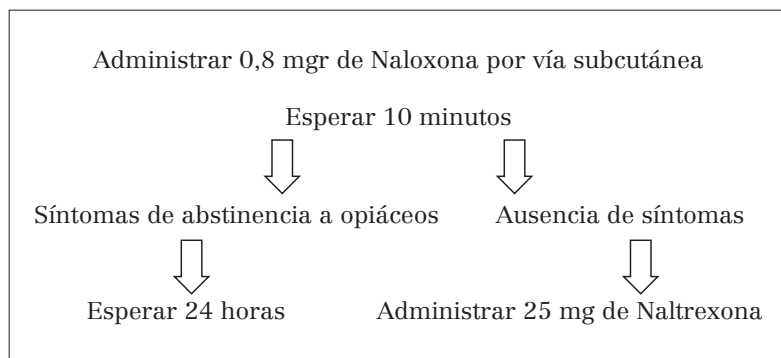 Administrar 0,8 mgr de Naloxona por vía subcutánea
Esperar 10 minutos
Síntomas de abstinencia a opiáceos
Ausencia de síntomas
Esperar 24 horas
Administrar 25 mg de Naltrexona